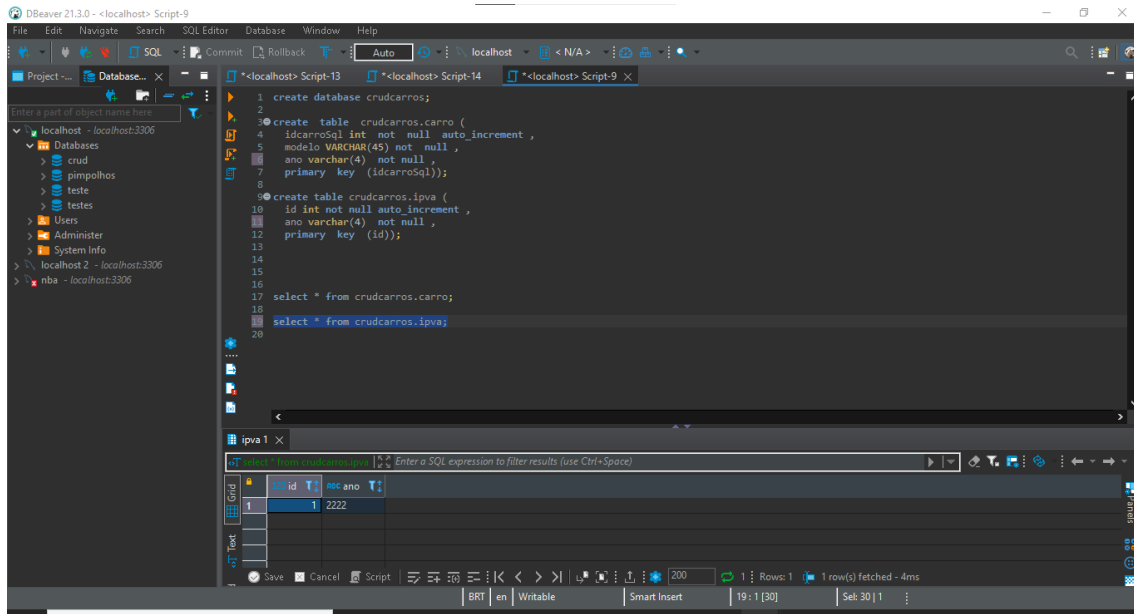 DBeaver 21.3.0 - <localhost> Script-9
File Edit Navigate Search SQL Editor Database Window Help
SQL Commit Rollback Auto localhost < N/A >
Project -... Database...
*<localhost> Script-13 *<localhost> Script-14 *<localhost> Script-9
Enter a part of object name here
localhost - localhost:3306
Databases
crud
pimpolhos
teste
testes
Users
Administer
System Info
localhost 2 - localhost:3306
nba - localhost:3306
1 create database crudcarros;
2
3 create table crudcarros.carro (
4 idcarroSql int not null auto_increment ,
5 modelo VARCHAR(45) not null ,
6 ano varchar(4) not null ,
7 primary key (idcarroSql));
8
9 create table crudcarros.ipva (
10 id int not null auto_increment ,
11 ano varchar(4) not null ,
12 primary key (id));
13
14
15
16
17 select * from crudcarros.carro;
18
19 select * from crudcarros.ipva;
20
ipva 1
select * from crudcarros.ipva Enter a SQL expression to filter results (use Ctrl+Space)
Grid
Text
Panels
id ABC ano
1 1 2222
Save Cancel Script 200 1 Rows: 1 1 row(s) fetched - 4ms
BRT en Writable Smart Insert 19 : 1 [30] Sel: 30 | 1